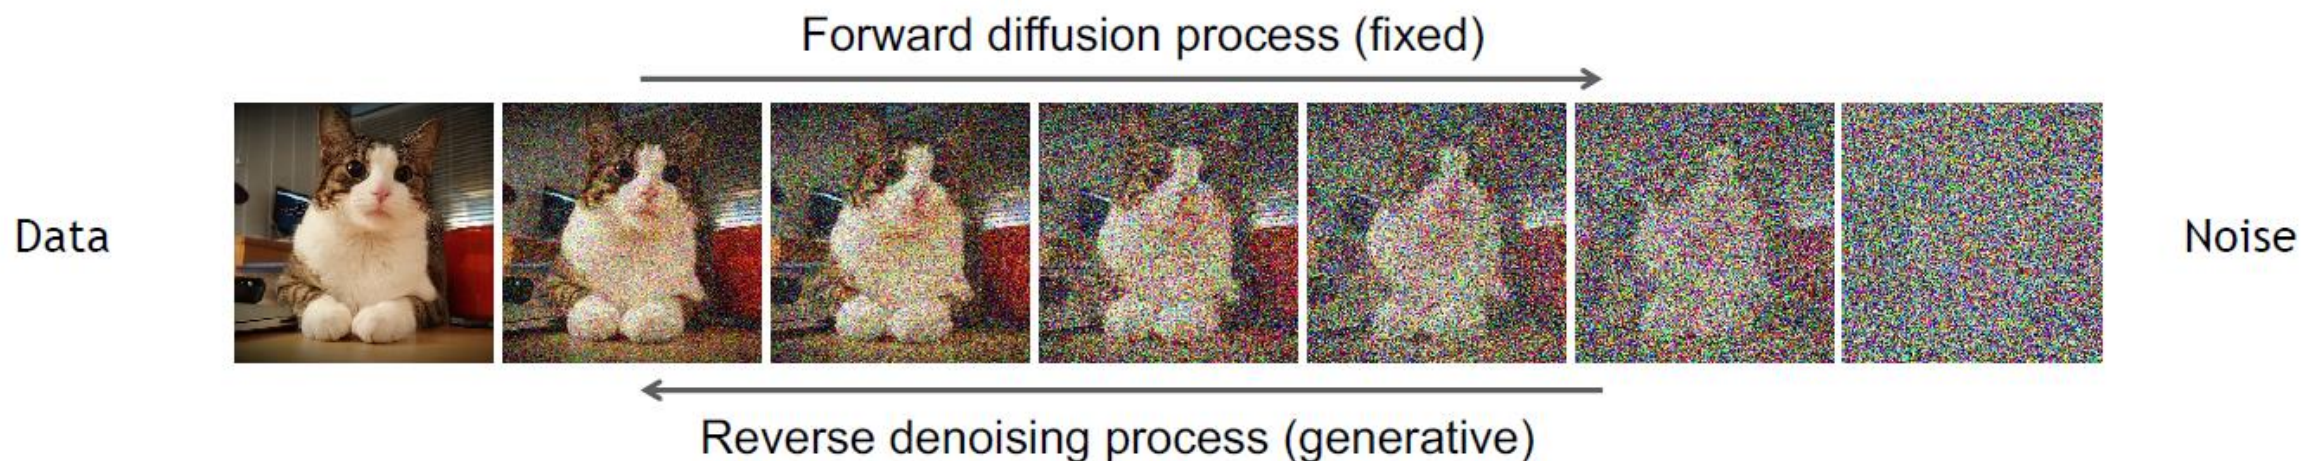 Forward diffusion process (fixed)
Data
Noise
Reverse denoising process (generative)